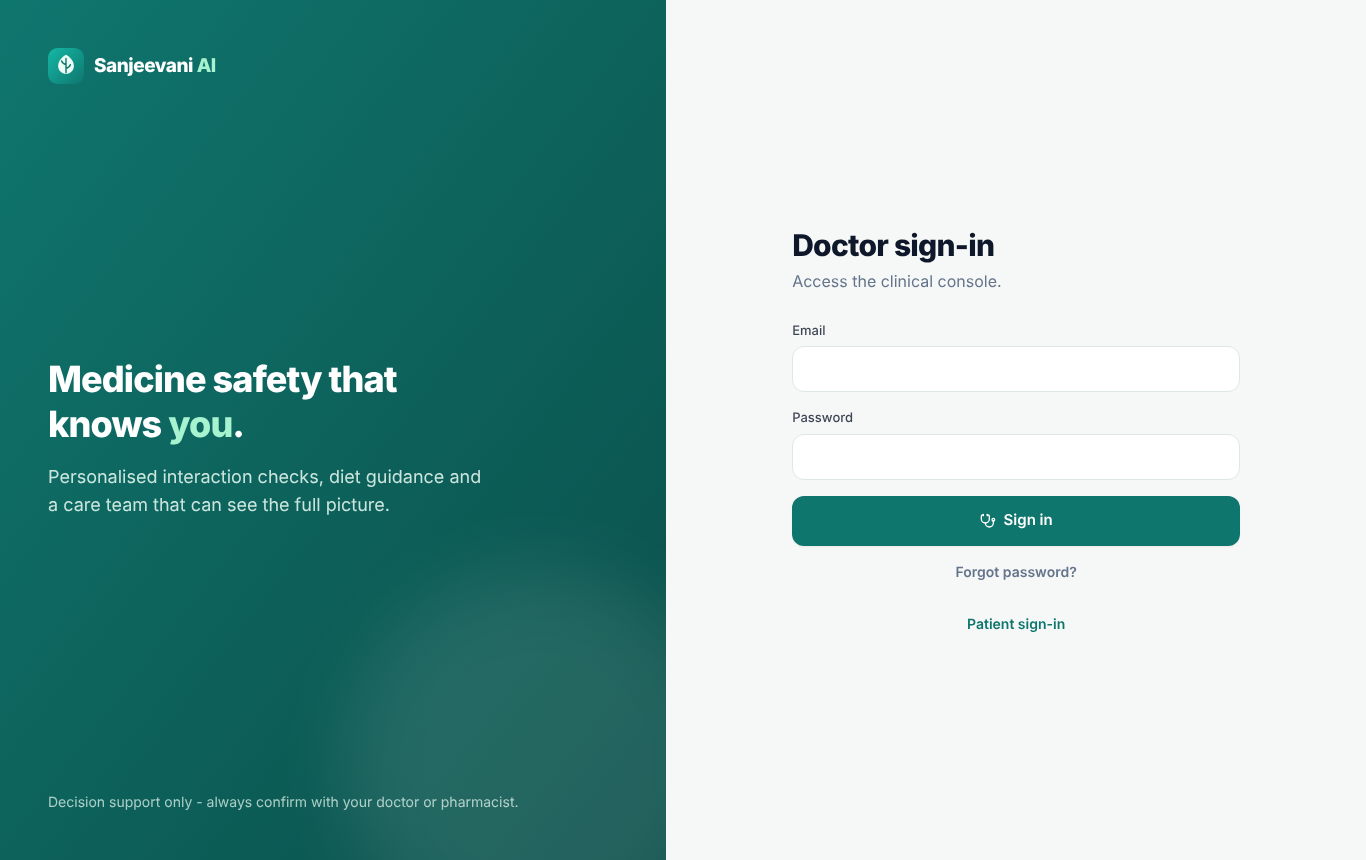 Sanjeevani AI
Medicine safety that
knows you.
Personalised interaction checks, diet guidance and
a care team that can see the full picture.
Decision support only - always confirm with your doctor or pharmacist.
Doctor sign-in
Access the clinical console.
Email
Password
Sign in
Forgot password?
Patient sign-in